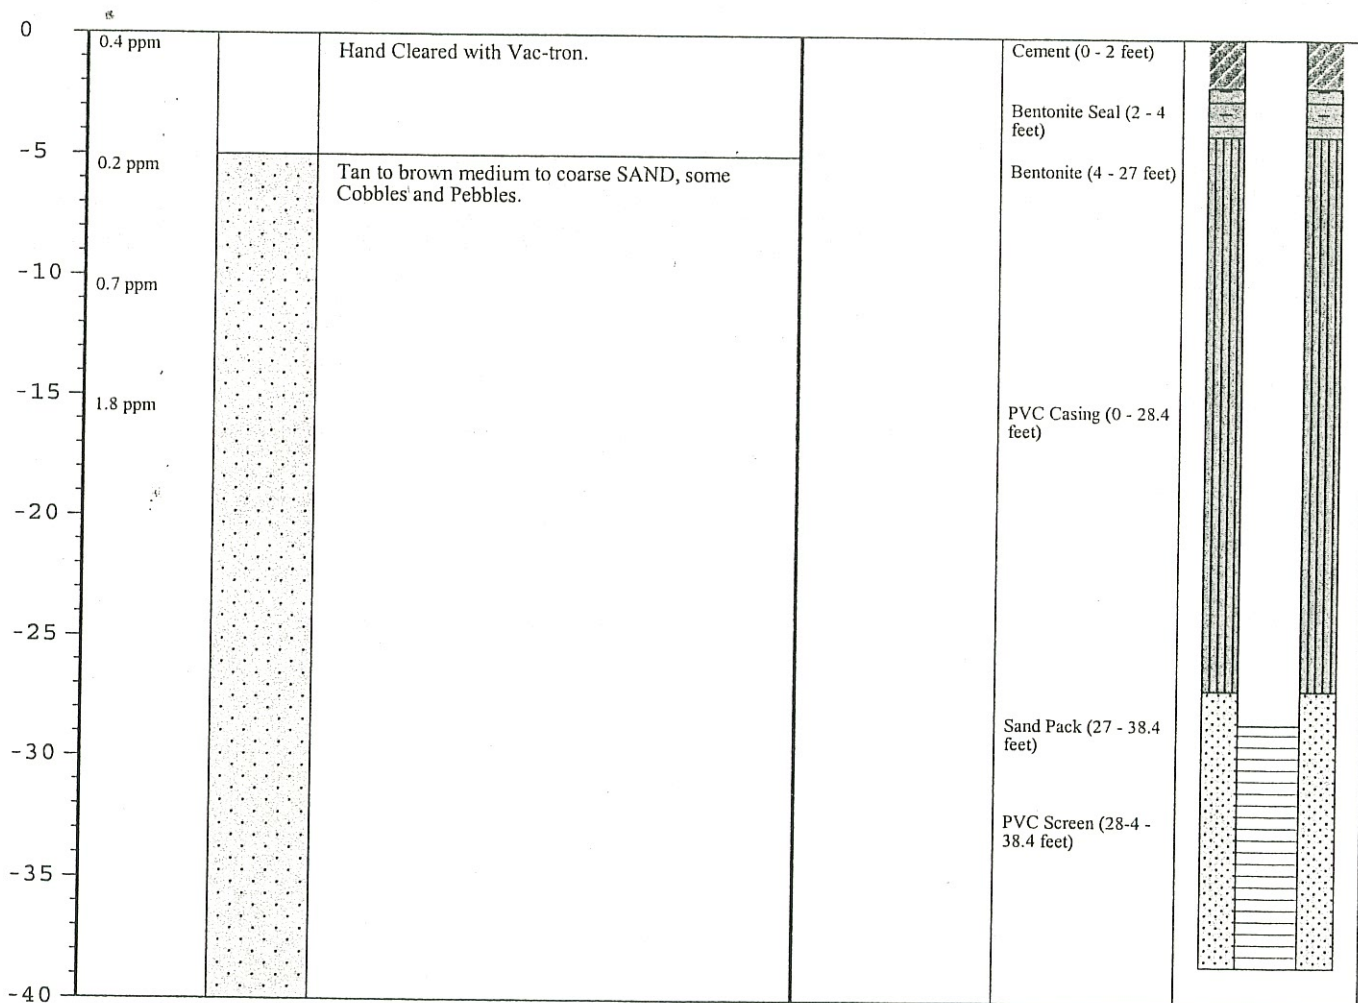 0
0.4 ppm
Hand Cleared with Vac-tron.
Cement (0 - 2 feet)
Bentonite Seal (2 - 4
feet)
-5
0.2 ppm
Tan to brown medium to coarse SAND, some
Cobbles and Pebbles.
Bentonite (4 - 27 feet)
-10
0.7 ppm
-15
1.8 ppm
PVC Casing (0 - 28.4
feet)
-20
-25
Sand Pack (27 - 38.4
feet)
-30
PVC Screen (28-4 -
38.4 feet)
-35
-40